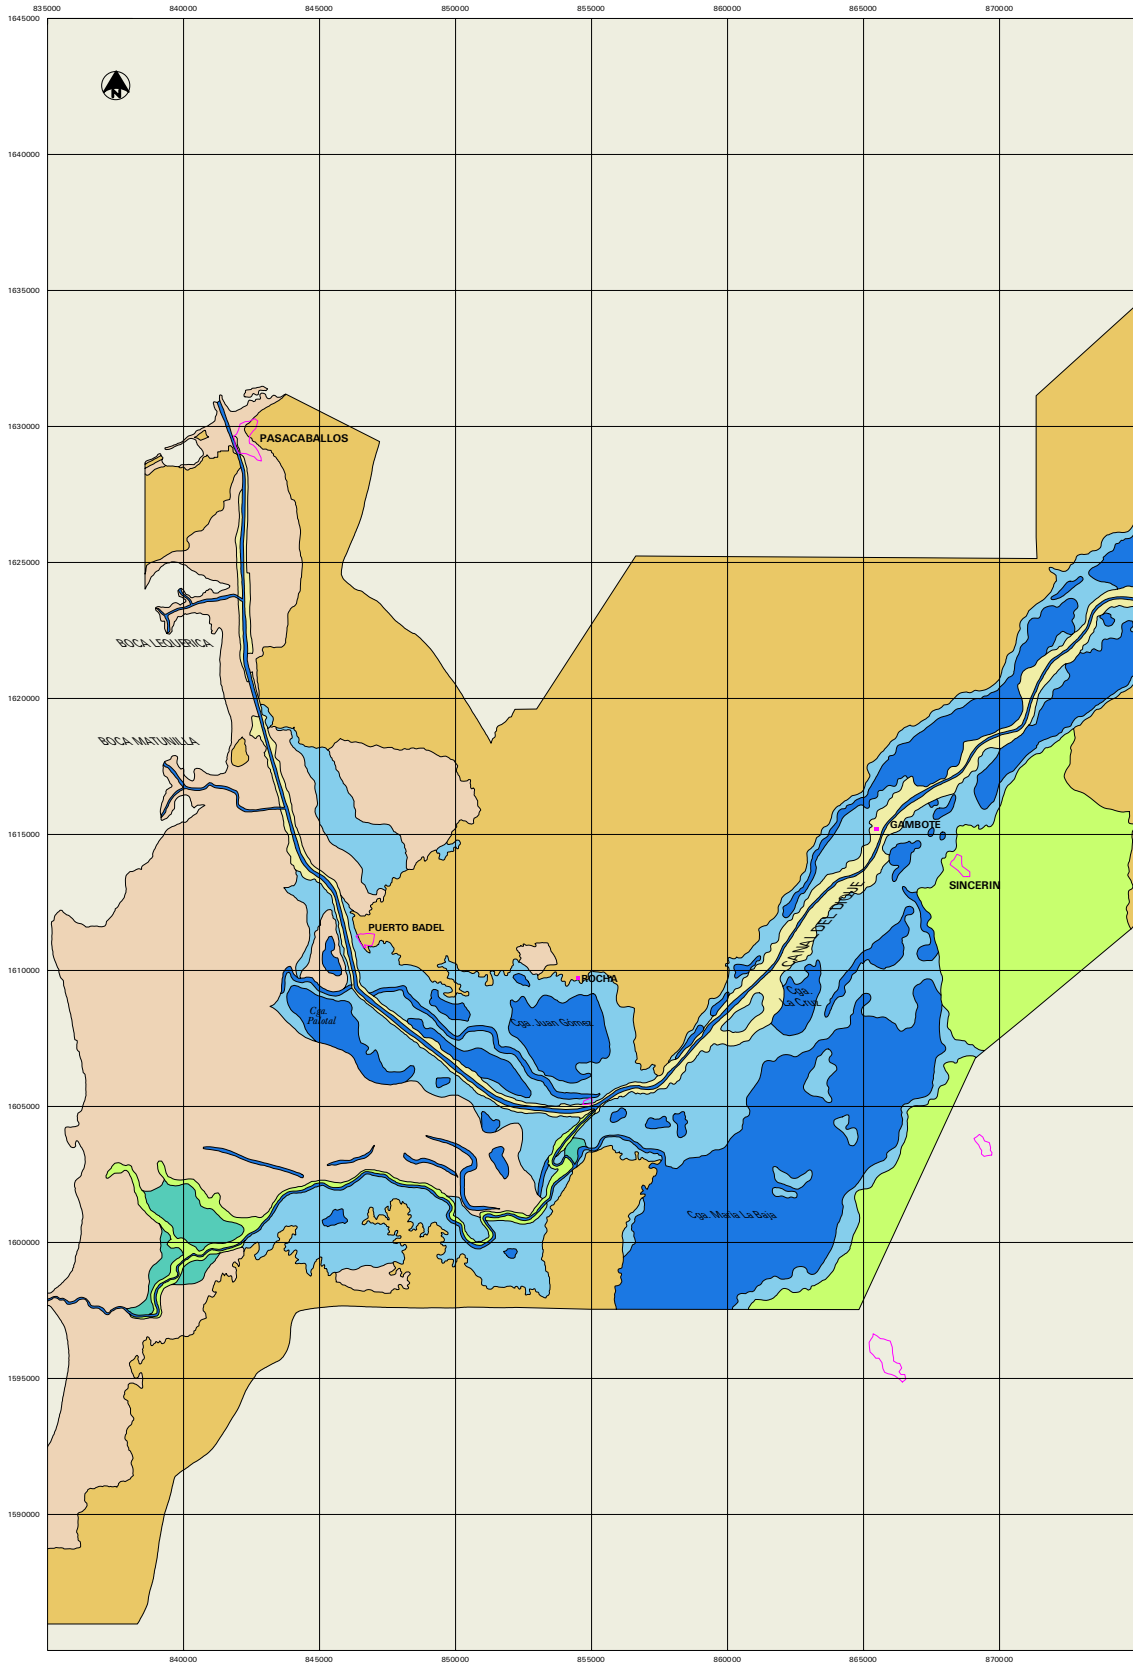 835000 840000 845000 850000 855000 860000 865000 870000
1645000
N
1640000
1635000
1630000
PASACABALLOS
1625000
BOCA LEQUERICA
1620000
BOCA MATUNILLA
1615000
GAMBOTE
SINCERIN
CANAL DEL DIQUE
PUERTO BADEL
1610000
ROCHA
Cga.
La Cruz
Cga.
Palotal
Cga. Juan Gómez
1605000
Cga. María La Baja
1600000
1595000
1590000
840000 845000 850000 855000 860000 865000 870000